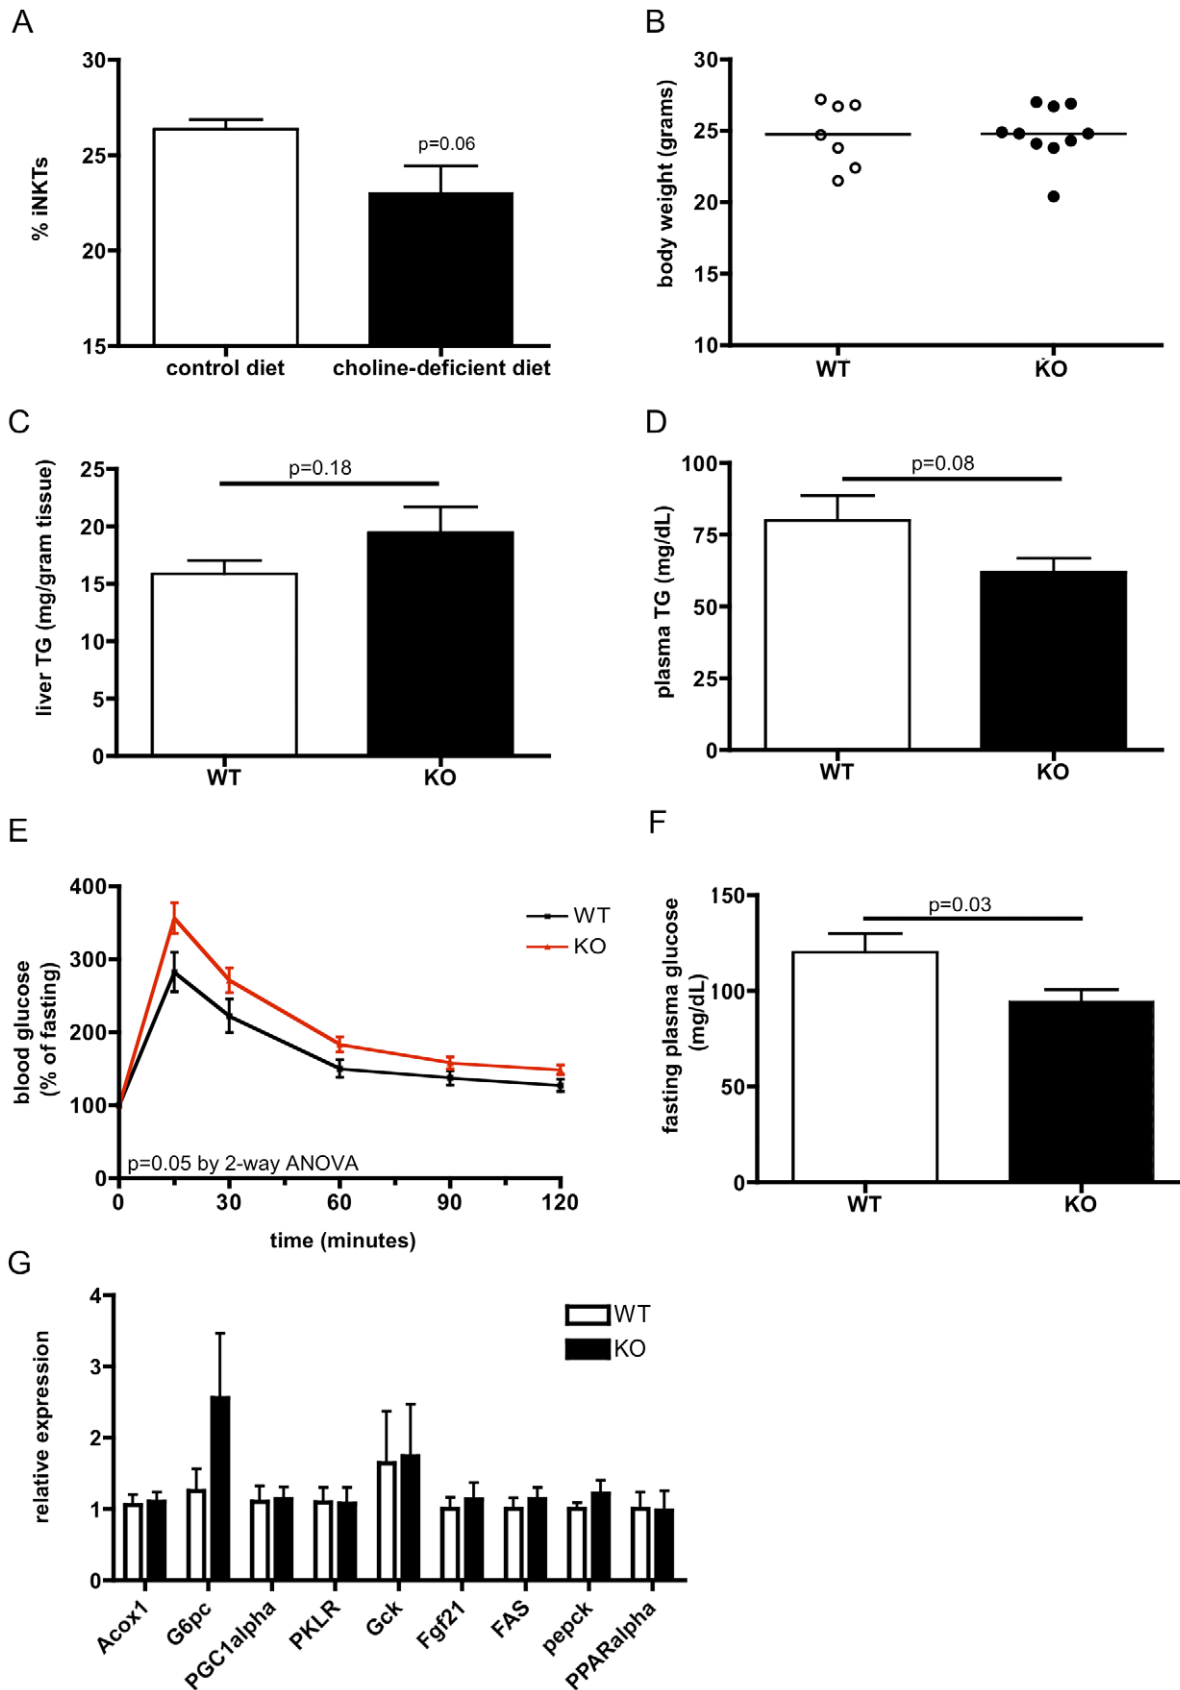 A
% iNKTs
30
25
20
15
p=0.06
control diet
choline-deficient diet
B
body weight (grams)
30
25
20
15
10
WT
KO
C
liver TG (mg/gram tissue)
25
20
15
10
5
0
p=0.18
WT
KO
D
plasma TG (mg/dL)
100
75
50
25
0
p=0.08
WT
KO
E
blood glucose
(% of fasting)
400
300
200
100
0
WT
KO
p=0.05 by 2-way ANOVA
0
30
60
90
120
time (minutes)
F
fasting plasma glucose
(mg/dL)
150
100
50
0
p=0.03
WT
KO
G
relative expression
4
3
2
1
0
WT
KO
Acox1
G6pc
PGC1alpha
PKLR
Gck
Fgf21
FAS
pepck
PPARalpha